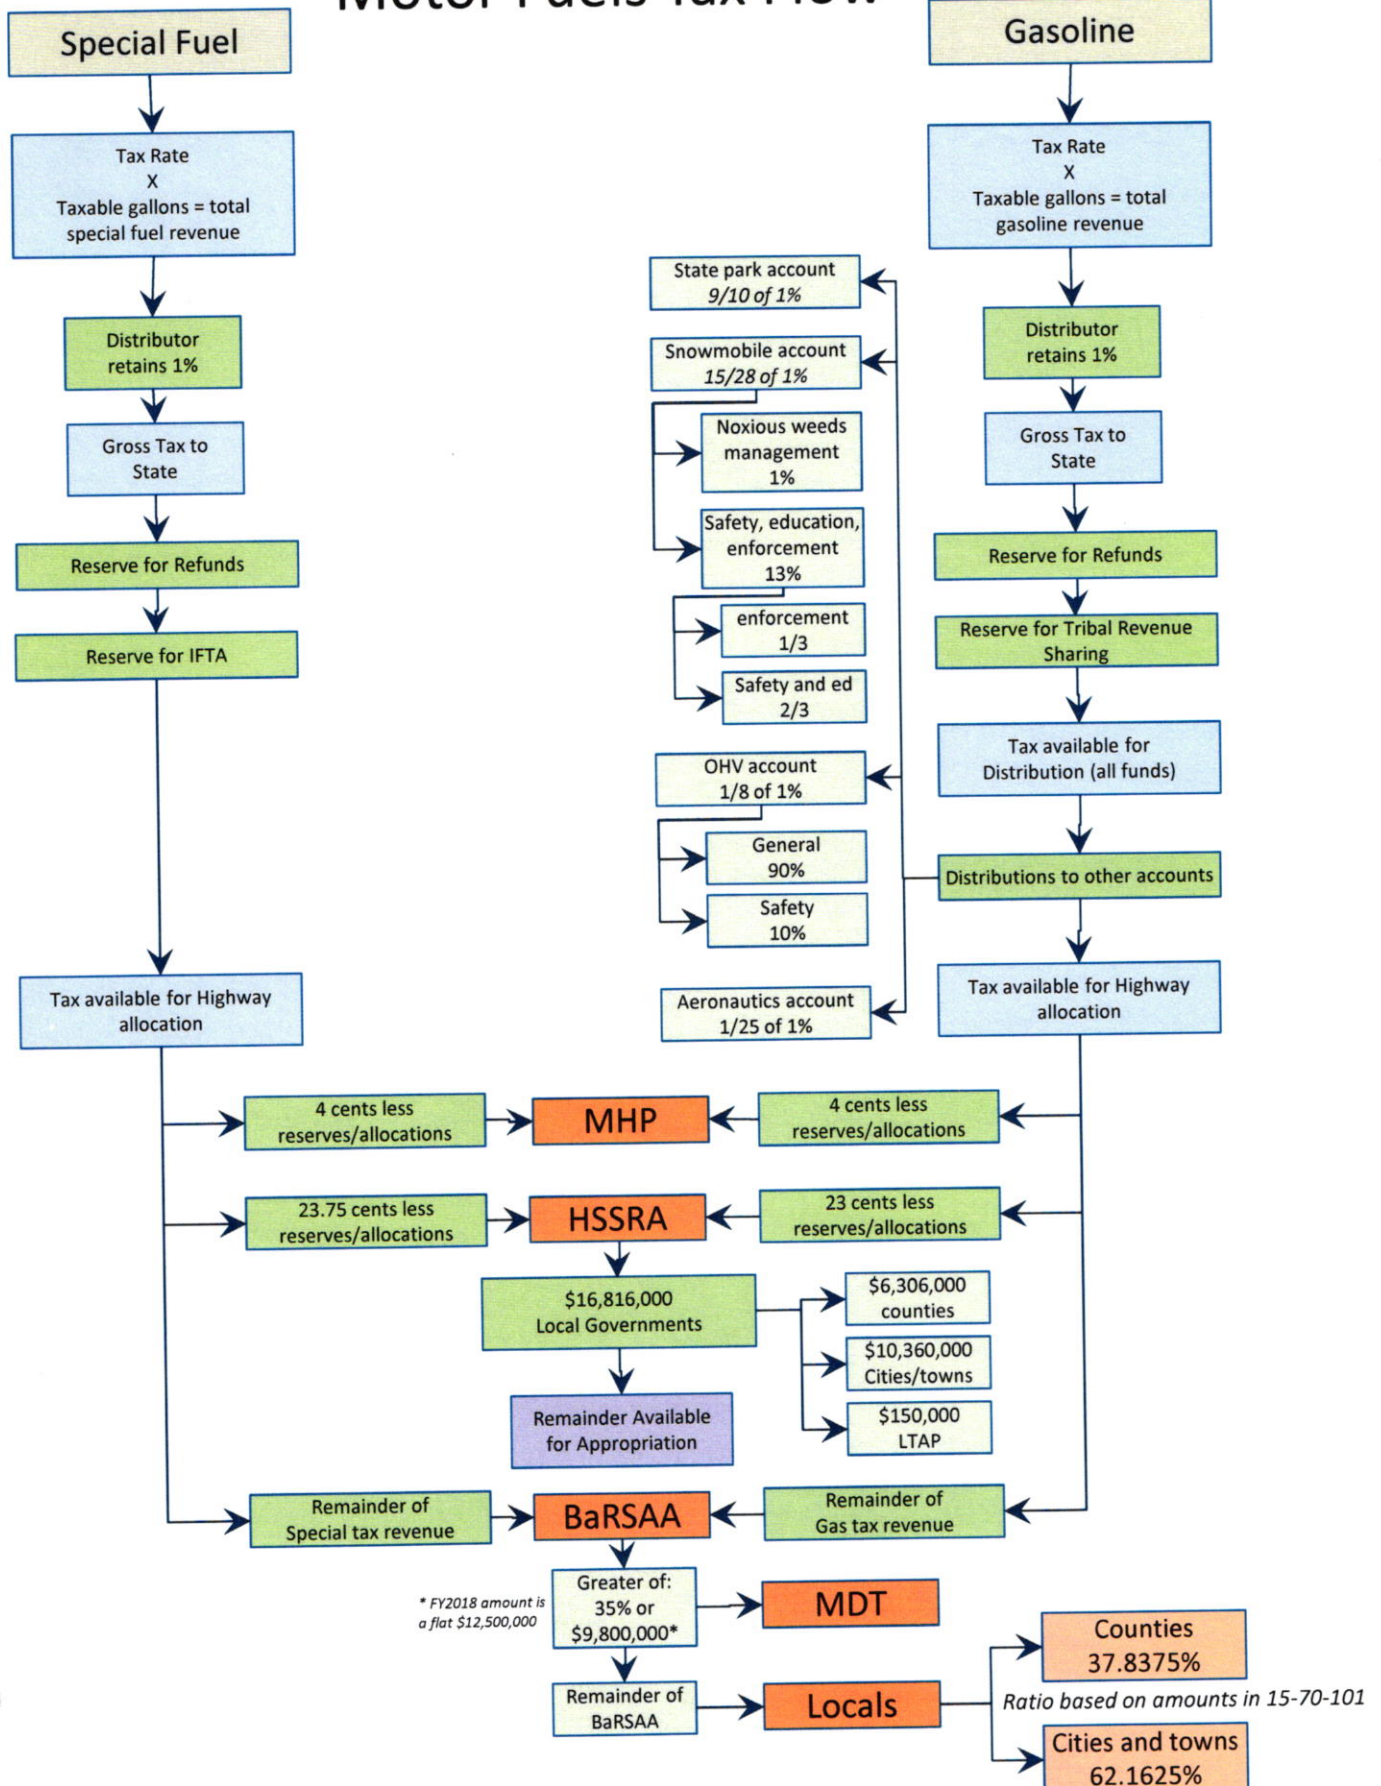 Motor Fuels Tax Flow
Special Fuel
Tax Rate
X
Taxable gallons = total
special fuel revenue
Distributor
retains 1%
Gross Tax to
State
Reserve for Refunds
Reserve for IFTA
Tax available for Highway
allocation
Gasoline
Tax Rate
X
Taxable gallons = total
gasoline revenue
Distributor
retains 1%
Gross Tax to
State
Reserve for Refunds
Reserve for Tribal Revenue
Sharing
Tax available for
Distribution (all funds)
Distributions to other accounts
Tax available for Highway
allocation
State park account
9/10 of 1%
Snowmobile account
15/28 of 1%
Noxious weeds
management
1%
Safety, education,
enforcement
13%
enforcement
1/3
Safety and ed
2/3
OHV account
1/8 of 1%
General
90%
Safety
10%
Aeronautics account
1/25 of 1%
4 cents less
reserves/allocations
MHP
4 cents less
reserves/allocations
23.75 cents less
reserves/allocations
HSSRA
23 cents less
reserves/allocations
$16,816,000
Local Governments
$6,306,000
counties
$10,360,000
Cities/towns
$150,000
LTAP
Remainder Available
for Appropriation
Remainder of
Special tax revenue
BaRSAA
Remainder of
Gas tax revenue
* FY2018 amount is
a flat $12,500,000
Greater of:
35% or
$9,800,000*
MDT
Remainder of
BaRSAA
Locals
Counties
37.8375%
Ratio based on amounts in 15-70-101
Cities and towns
62.1625%